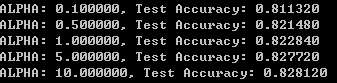 ALPHA: 0.100000, Test Accuracy: 0.811320
ALPHA: 0.500000, Test Accuracy: 0.821480
ALPHA: 1.000000, Test Accuracy: 0.822840
ALPHA: 5.000000, Test Accuracy: 0.827720
ALPHA: 10.000000, Test Accuracy: 0.828120